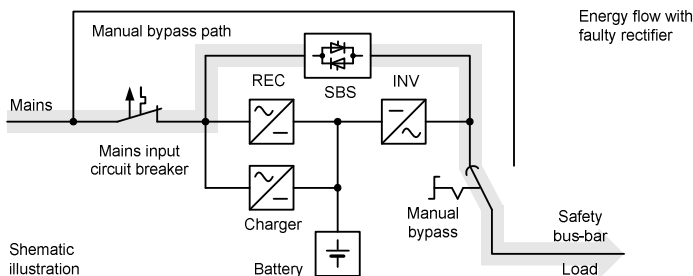 Manual bypass path
Energy flow with
faulty rectifier
REC
SBS
INV
Mains
Mains input
circuit breaker
Charger
Manual
bypass
Safety
bus-bar
Shematic
illustration
Battery
Load